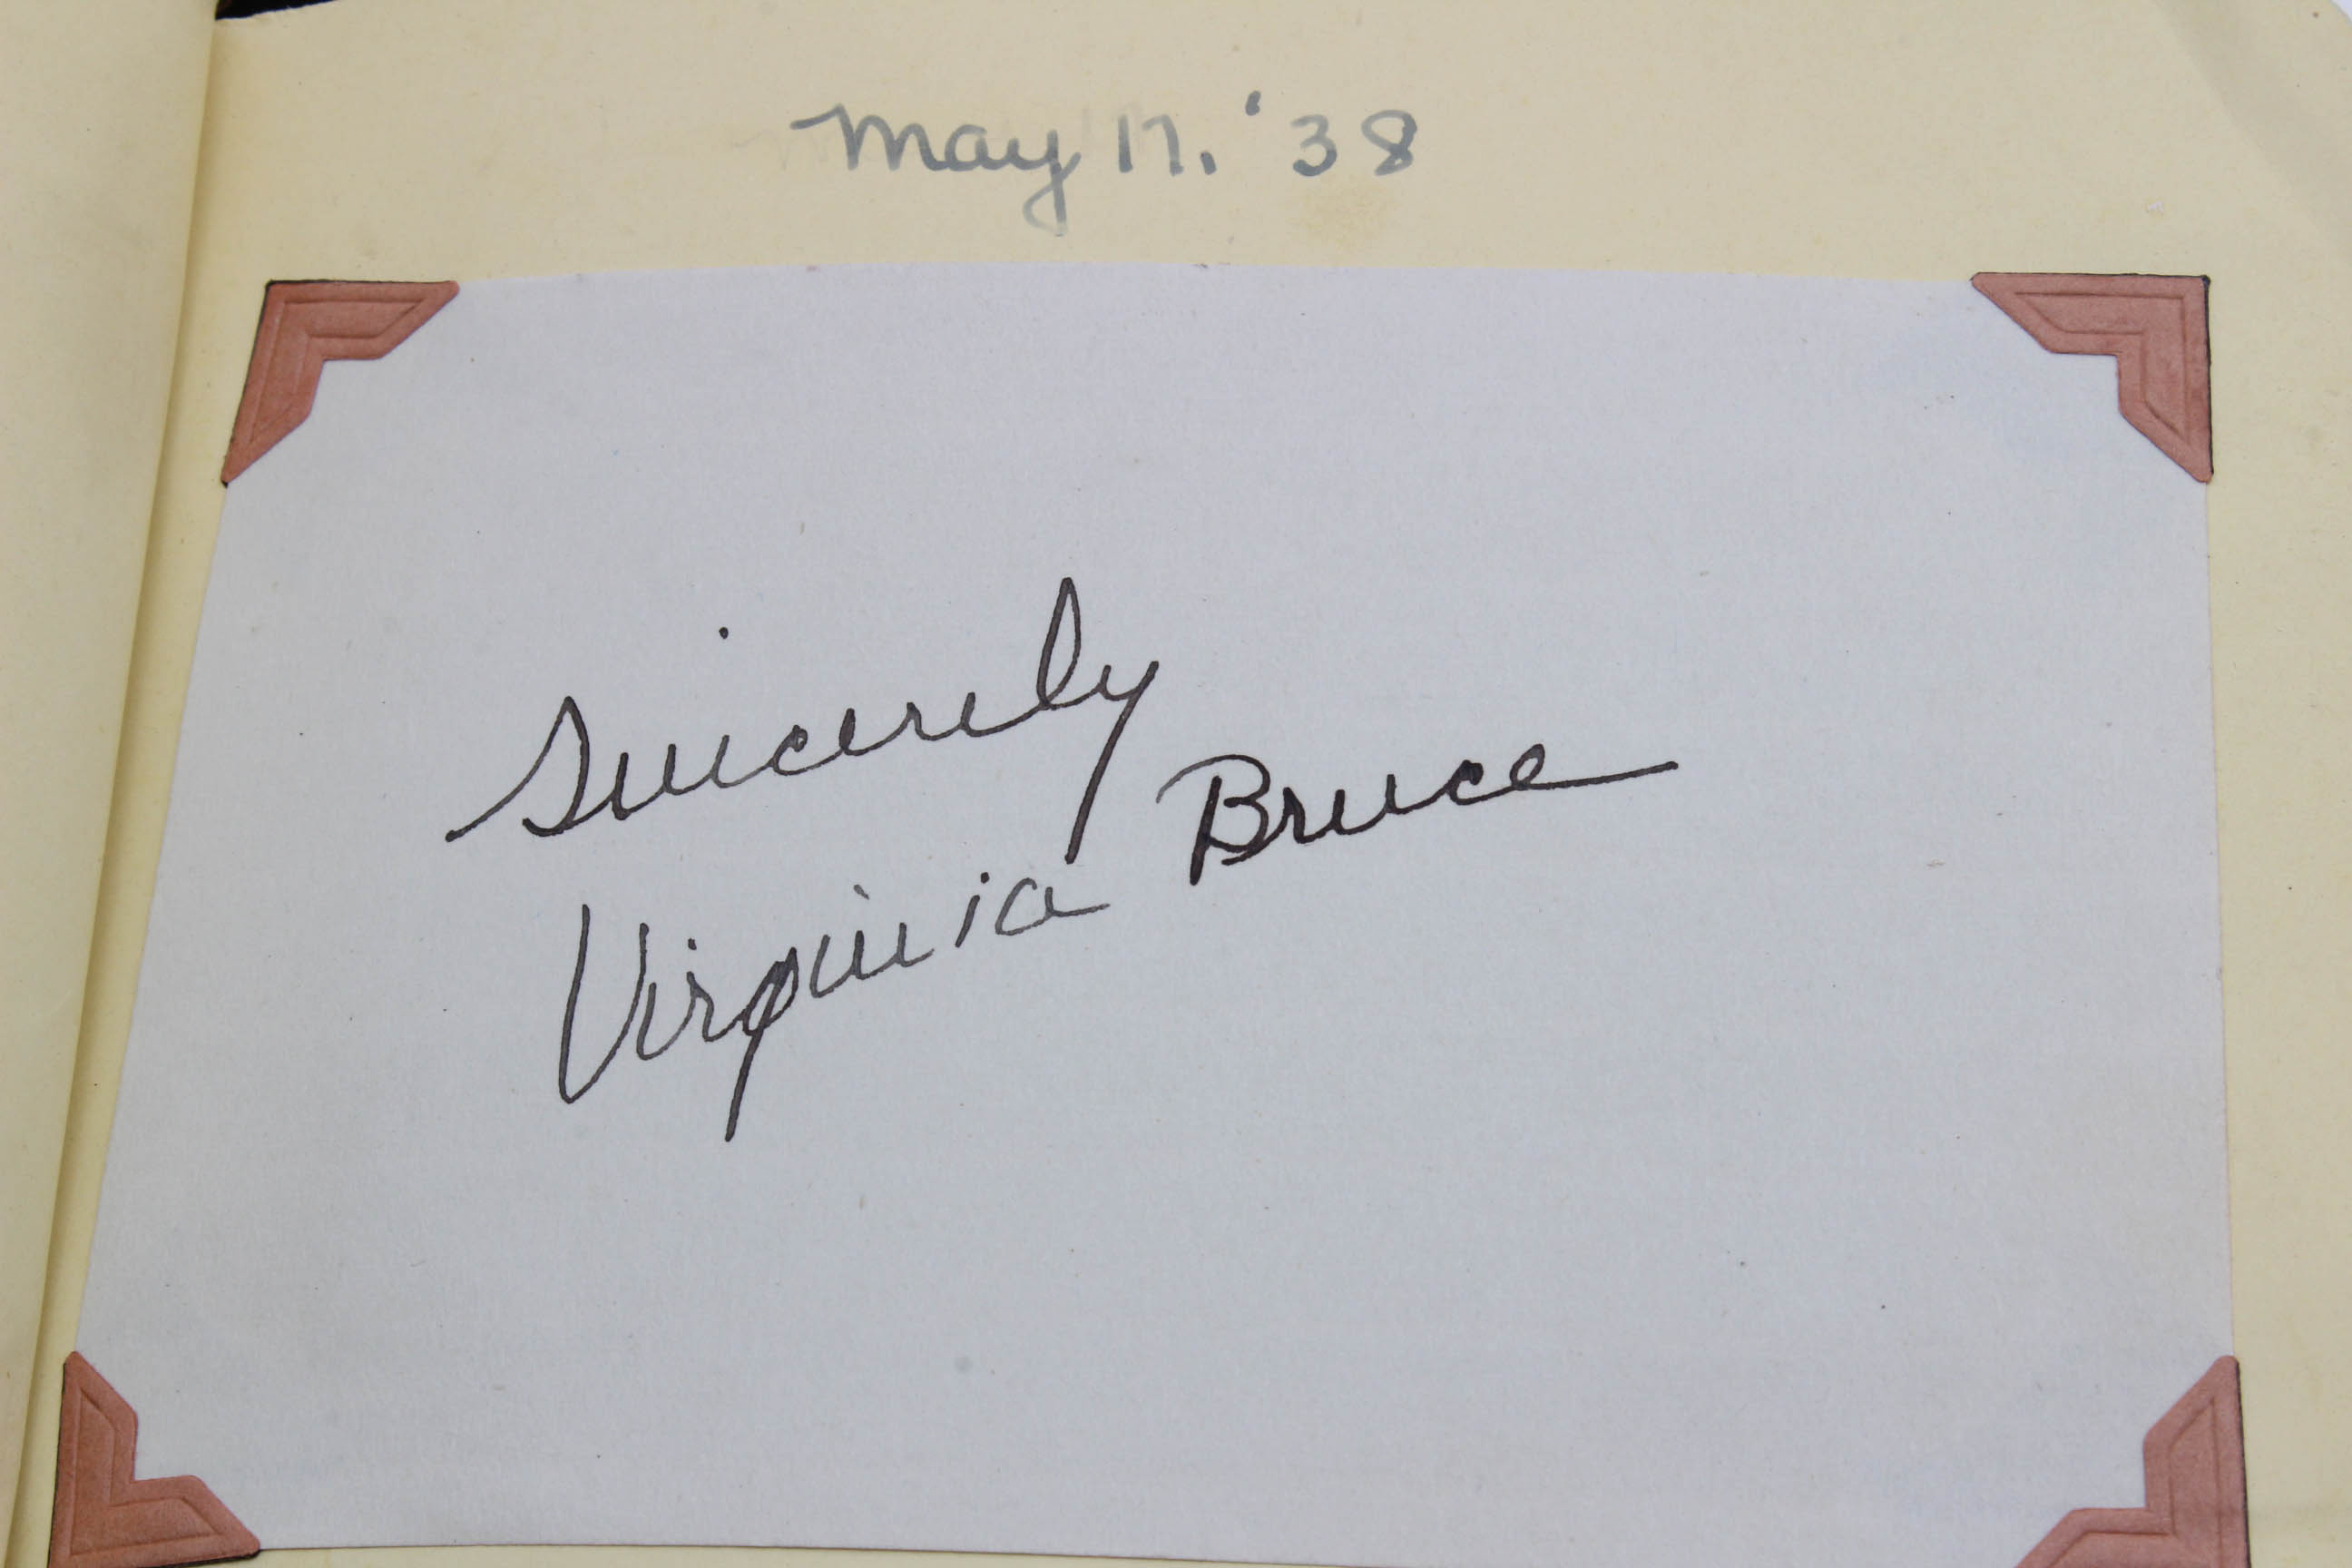 May 17. '38
Sincerely
Virginia Bruce